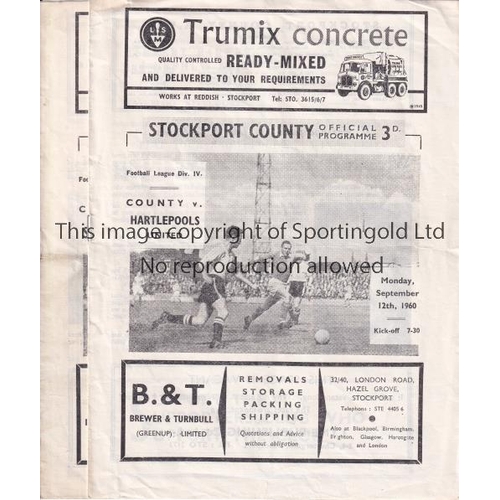 LSM
Trumix concrete
QUALITY CONTROLLED READY-MIXED
AND DELIVERED TO YOUR REQUIREMENTS
WORKS AT REDDISH - STOCKPORT Tel: STO. 3615/6/7
STOCKPORT COUNTY OFFICIAL PROGRAMME 3D.
Football League Div. IV.
COUNTY v.
HARTLEPOOLS
UNITED
This image copyright of Sportingold Ltd
No reproduction allowed
Monday,
September
12th, 1960
Kick-off 7-30
B. & T.
BREWER & TURNBULL
(GREENUP) LIMITED
REMOVALS
STORAGE
PACKING
SHIPPING
Quotations and Advice
without obligation
32/40, LONDON ROAD,
HAZEL GROVE,
STOCKPORT
Telephone: STE 4405 6
Also at Blackpool, Birmingham,
Brighton, Glasgow, Harrogate
and London